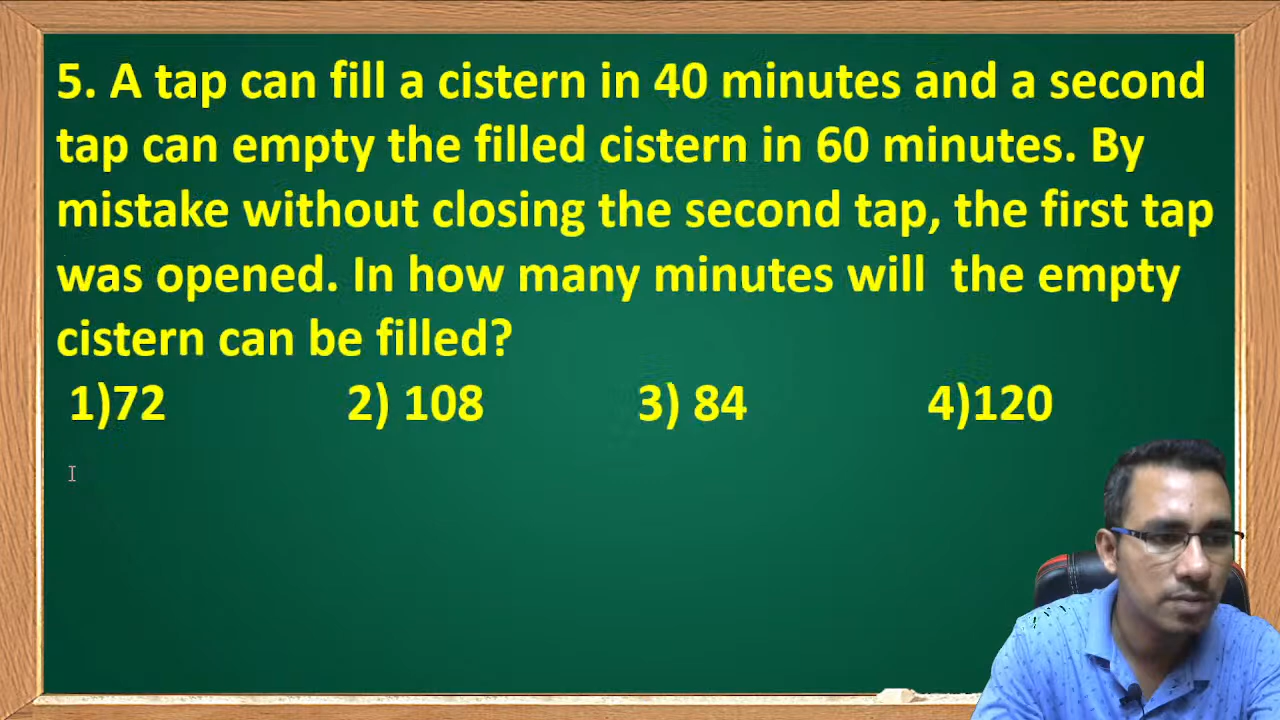 5. A tap can fill a cistern in 40 minutes and a second
tap can empty the filled cistern in 60 minutes. By
mistake without closing the second tap, the first tap
was opened. In how many minutes will the empty
cistern can be filled?
1)72 2) 108 3) 84 4)120